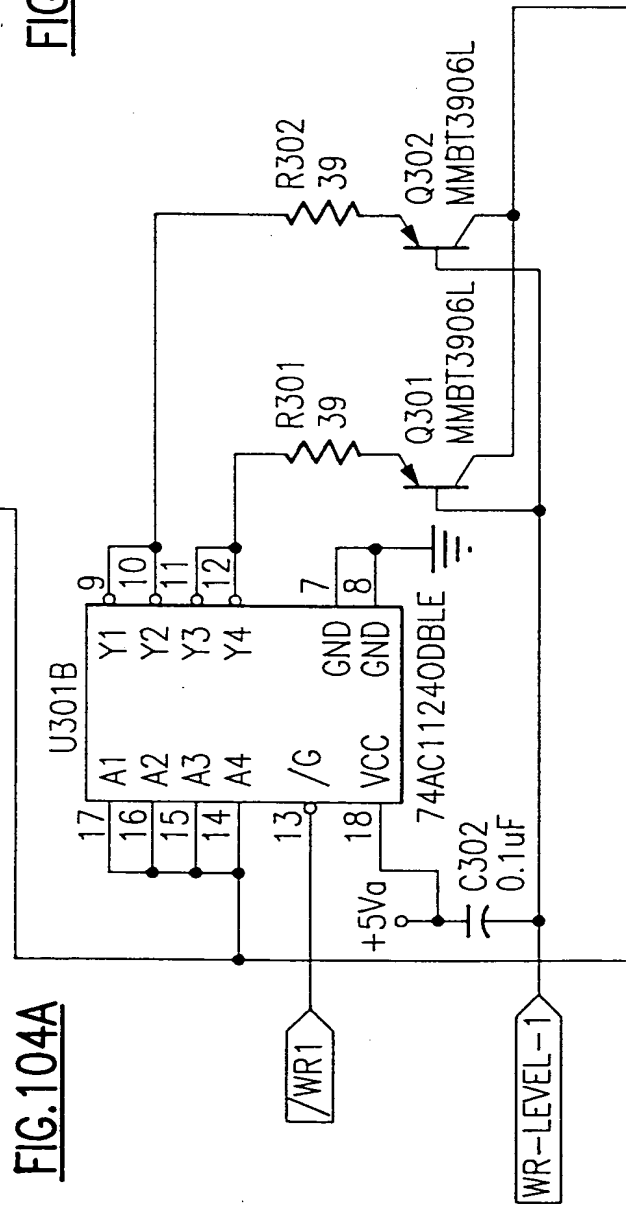 FIG.104A
FIG
U301B
17
A1
16
A2
15
A3
14
A4
13
/G
18
VCC
Y1
9
Y2
10
Y3
11
Y4
12
GND
7
GND
8
74AC11240DBLE
R301
39
R302
39
Q301
MMBT3906L
Q302
MMBT3906L
+5Va
C302
0.1uF
/WR1
WR-LEVEL-1